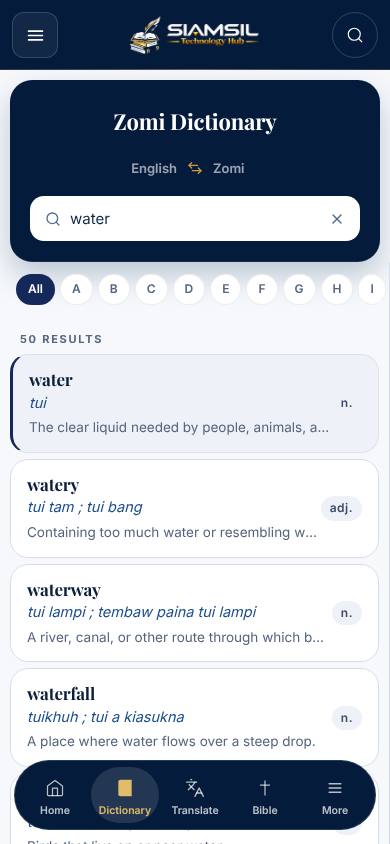 SIAMSIL
Technology Hub
Zomi Dictionary
English Zomi
water
All A B C D E F G H I
50 RESULTS
water
tui
n.
The clear liquid needed by people, animals, a...
watery
tui tam ; tui bang
adj.
Containing too much water or resembling w...
waterway
tui lampi ; tembaw paina tui lampi
n.
A river, canal, or other route through which b...
waterfall
tuikhuh ; tui a kiasukna
n.
A place where water flows over a steep drop.
Home Dictionary Translate Bible More